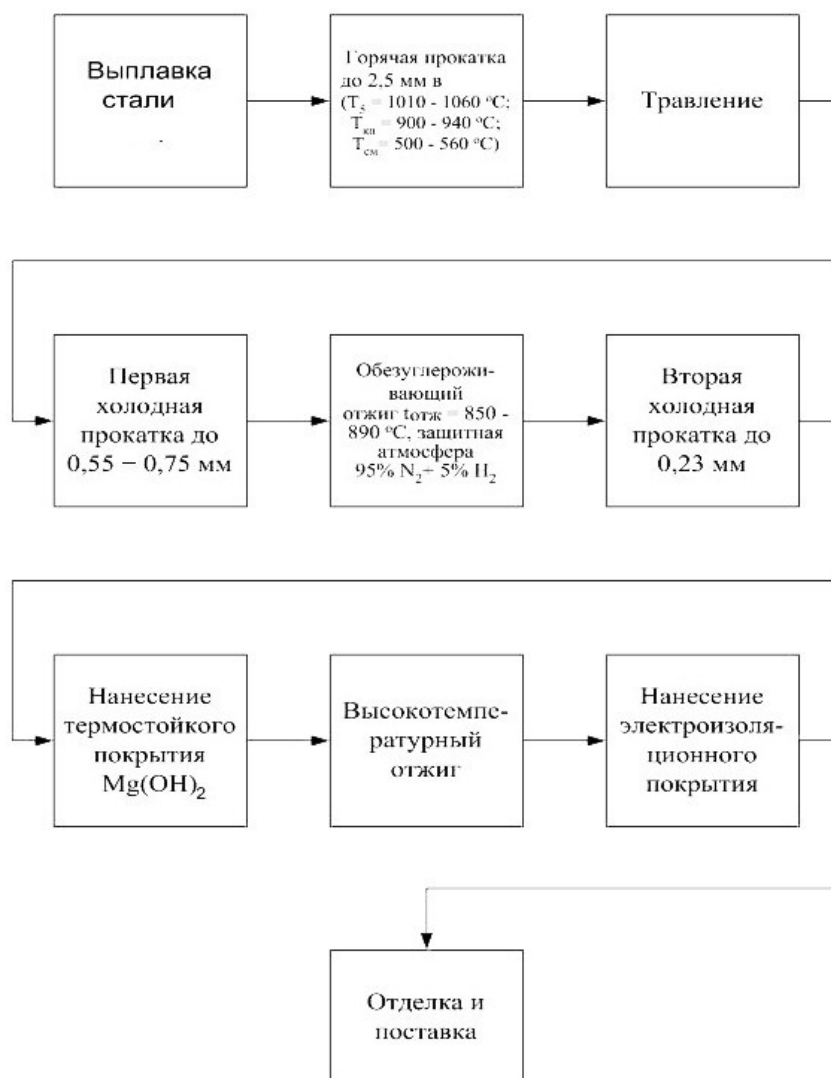 Выплавка
стали
Горячая прокатка
до 2,5 мм в
(T₅ = 1010 - 1060 °C;
Tкп = 900 - 940 °C;
Tсм = 500 - 560 °C)
Травление
Первая
холодная
прокатка до
0,55 – 0,75 мм
Обезуглерожи-
вающий
отжиг tотж = 850 -
890 °C, защитная
атмосфера
95% N₂+ 5% H₂
Вторая
холодная
прокатка до
0,23 мм
Нанесение
термостойкого
покрытия
Mg(OH)₂
Высокотемпе-
ратурный
отжиг
Нанесение
электроизоля-
ционного
покрытия
Отделка и
поставка